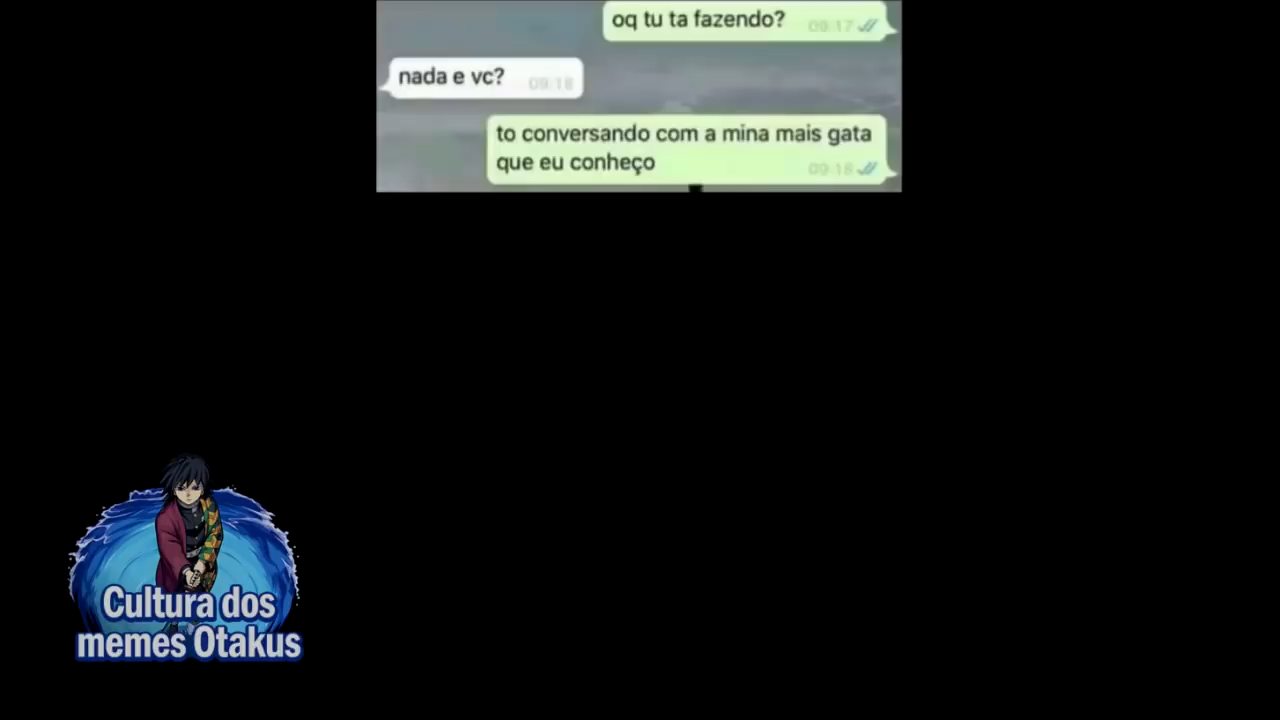 oq tu ta fazendo? 09:17
nada e vc? 09:18
to conversando com a mina mais gata
que eu conheço 09:18
Cultura dos
memes Otakus